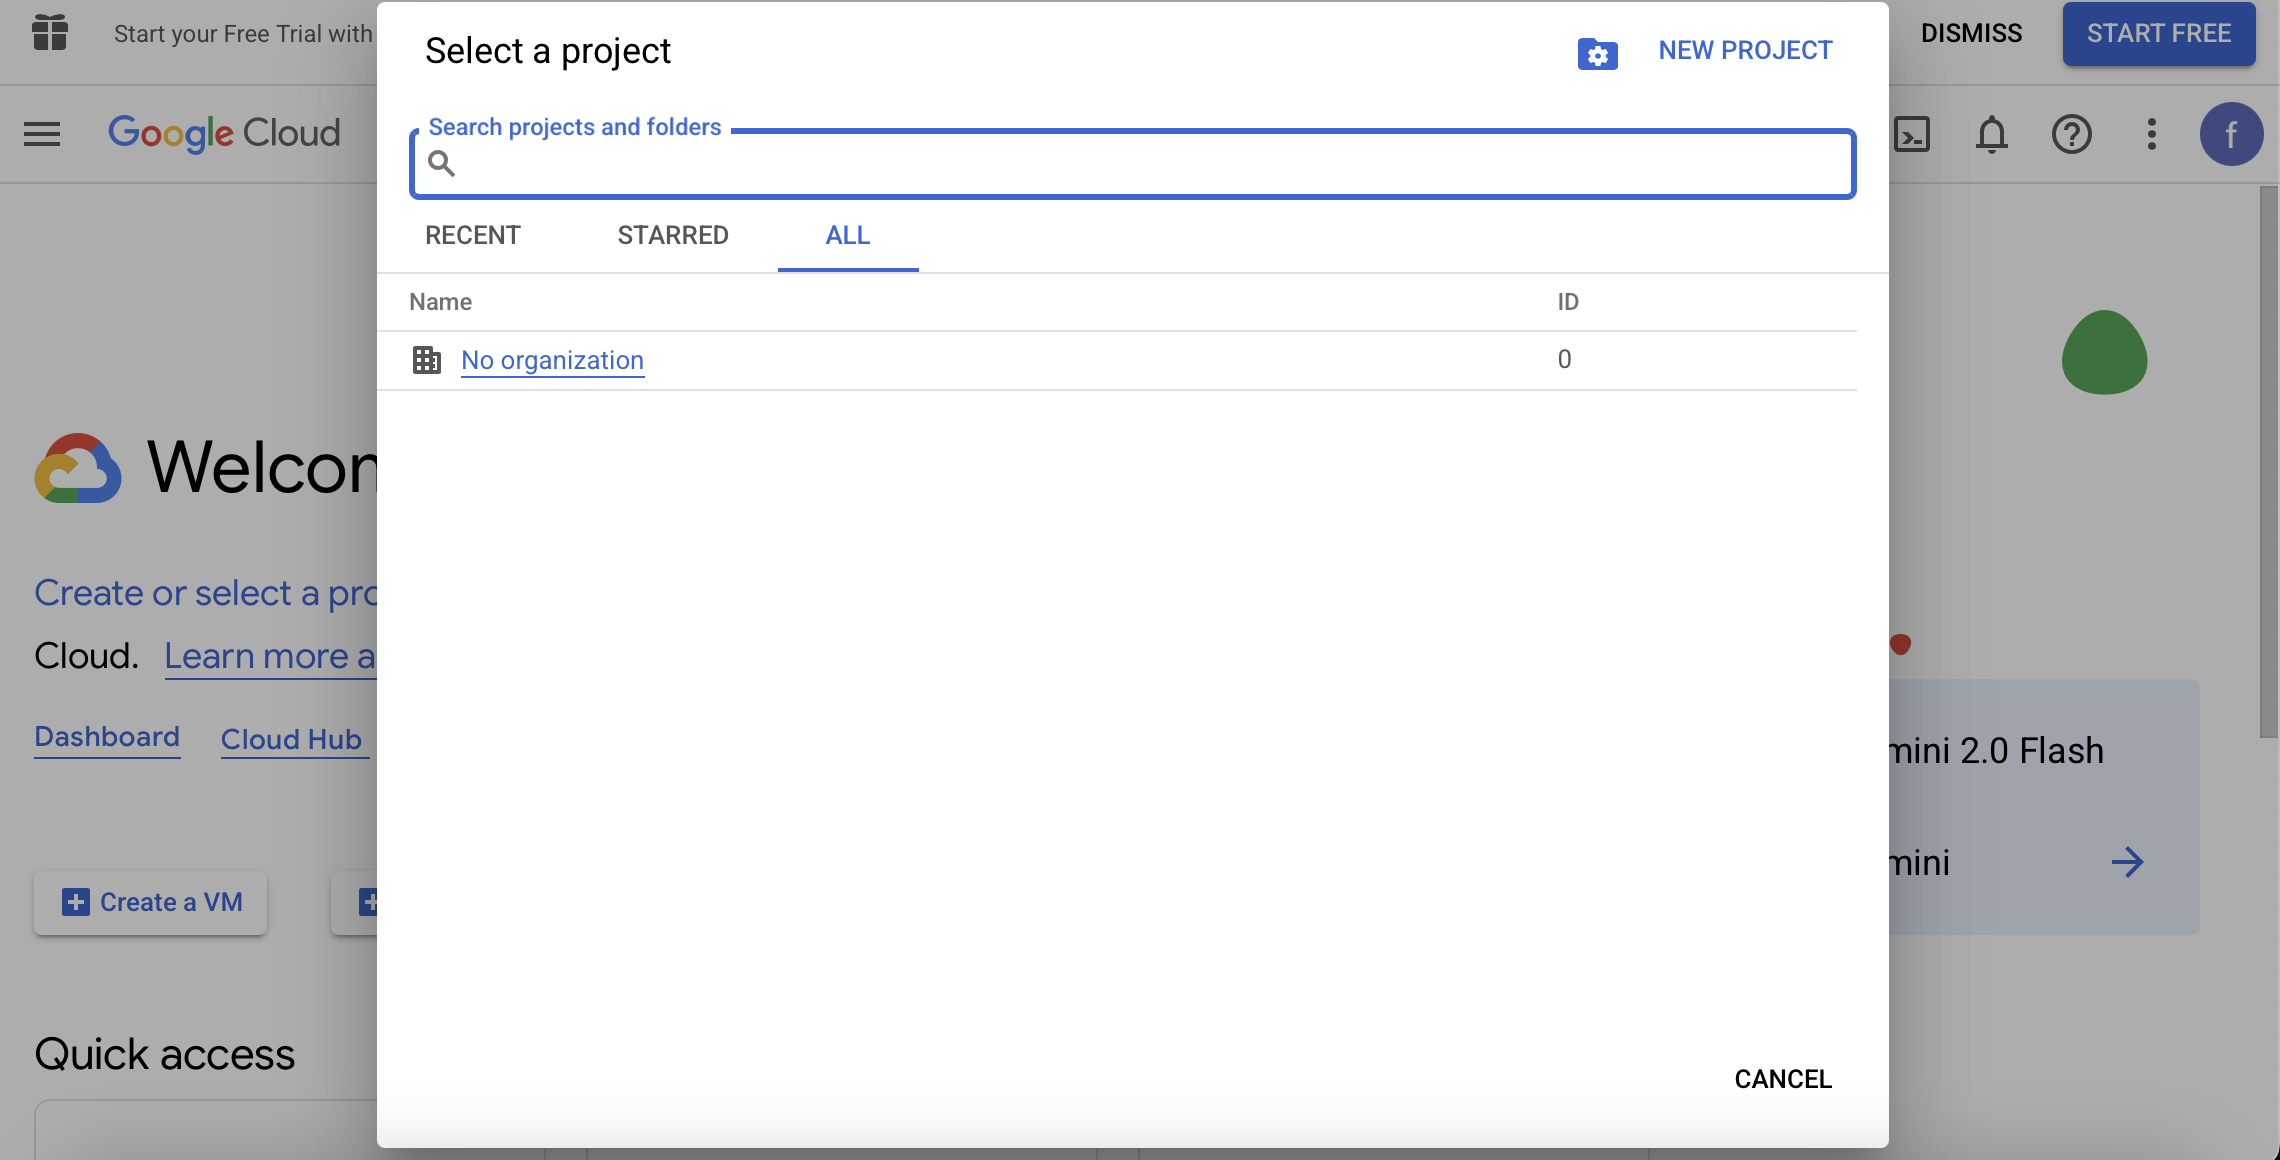 Start your Free Trial with
DISMISS
START FREE
Google Cloud
f
Select a project
NEW PROJECT
Search projects and folders
RECENT
STARRED
ALL
Name
ID
No organization
0
CANCEL
Welcom
Create or select a pro
Cloud. Learn more a
Dashboard
Cloud Hub
mini 2.0 Flash
mini
Create a VM
Quick access